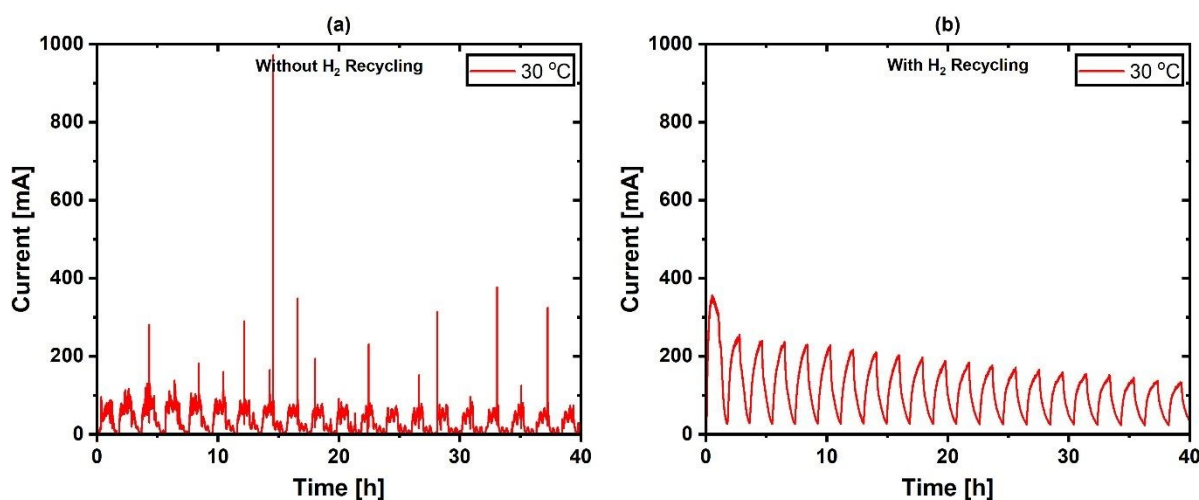 (a)
Without H₂ Recycling
30 °C
1000
800
600
400
200
0
Current [mA]
0 10 20 30 40
Time [h]
(b)
With H₂ Recycling
30 °C
1000
800
600
400
200
0
Current [mA]
0 10 20 30 40
Time [h]